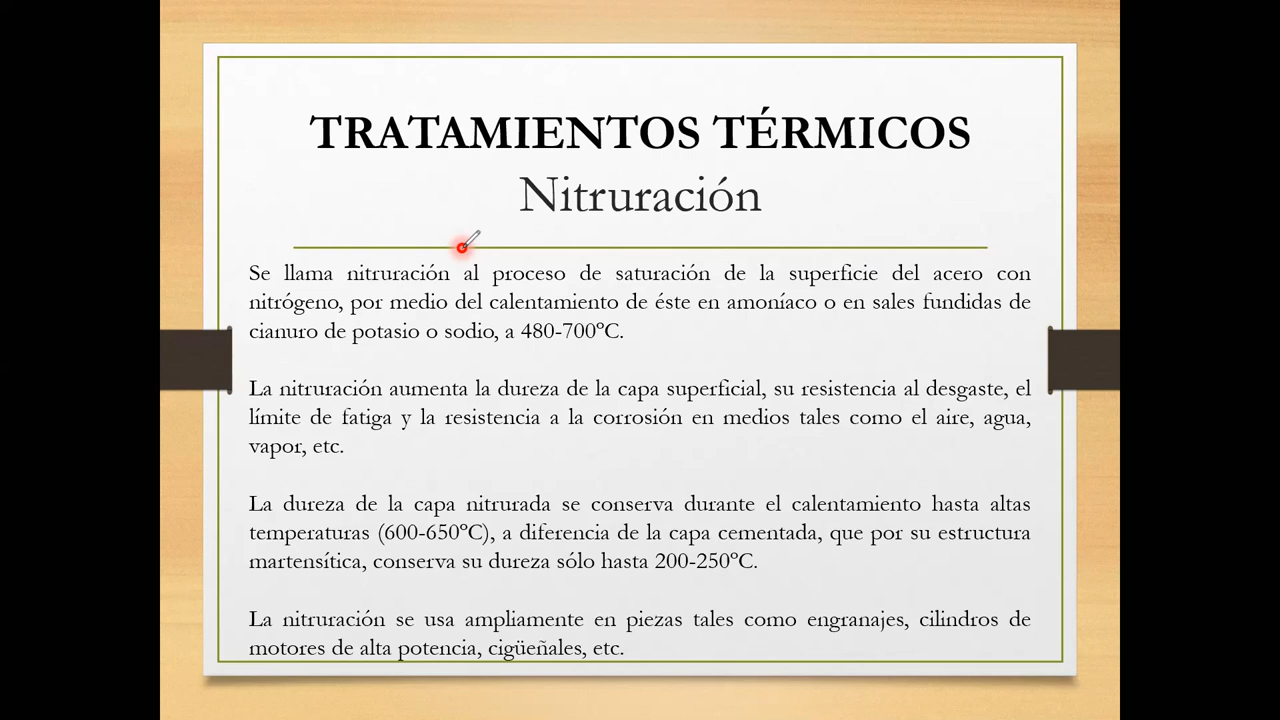 TRATAMIENTOS TÉRMICOS
Nitruración
Se llama nitruración al proceso de saturación de la superficie del acero con
nitrógeno, por medio del calentamiento de éste en amoníaco o en sales fundidas de
cianuro de potasio o sodio, a 480-700ºC.
La nitruración aumenta la dureza de la capa superficial, su resistencia al desgaste, el
límite de fatiga y la resistencia a la corrosión en medios tales como el aire, agua,
vapor, etc.
La dureza de la capa nitrurada se conserva durante el calentamiento hasta altas
temperaturas (600-650ºC), a diferencia de la capa cementada, que por su estructura
martensítica, conserva su dureza sólo hasta 200-250ºC.
La nitruración se usa ampliamente en piezas tales como engranajes, cilindros de
motores de alta potencia, cigüeñales, etc.